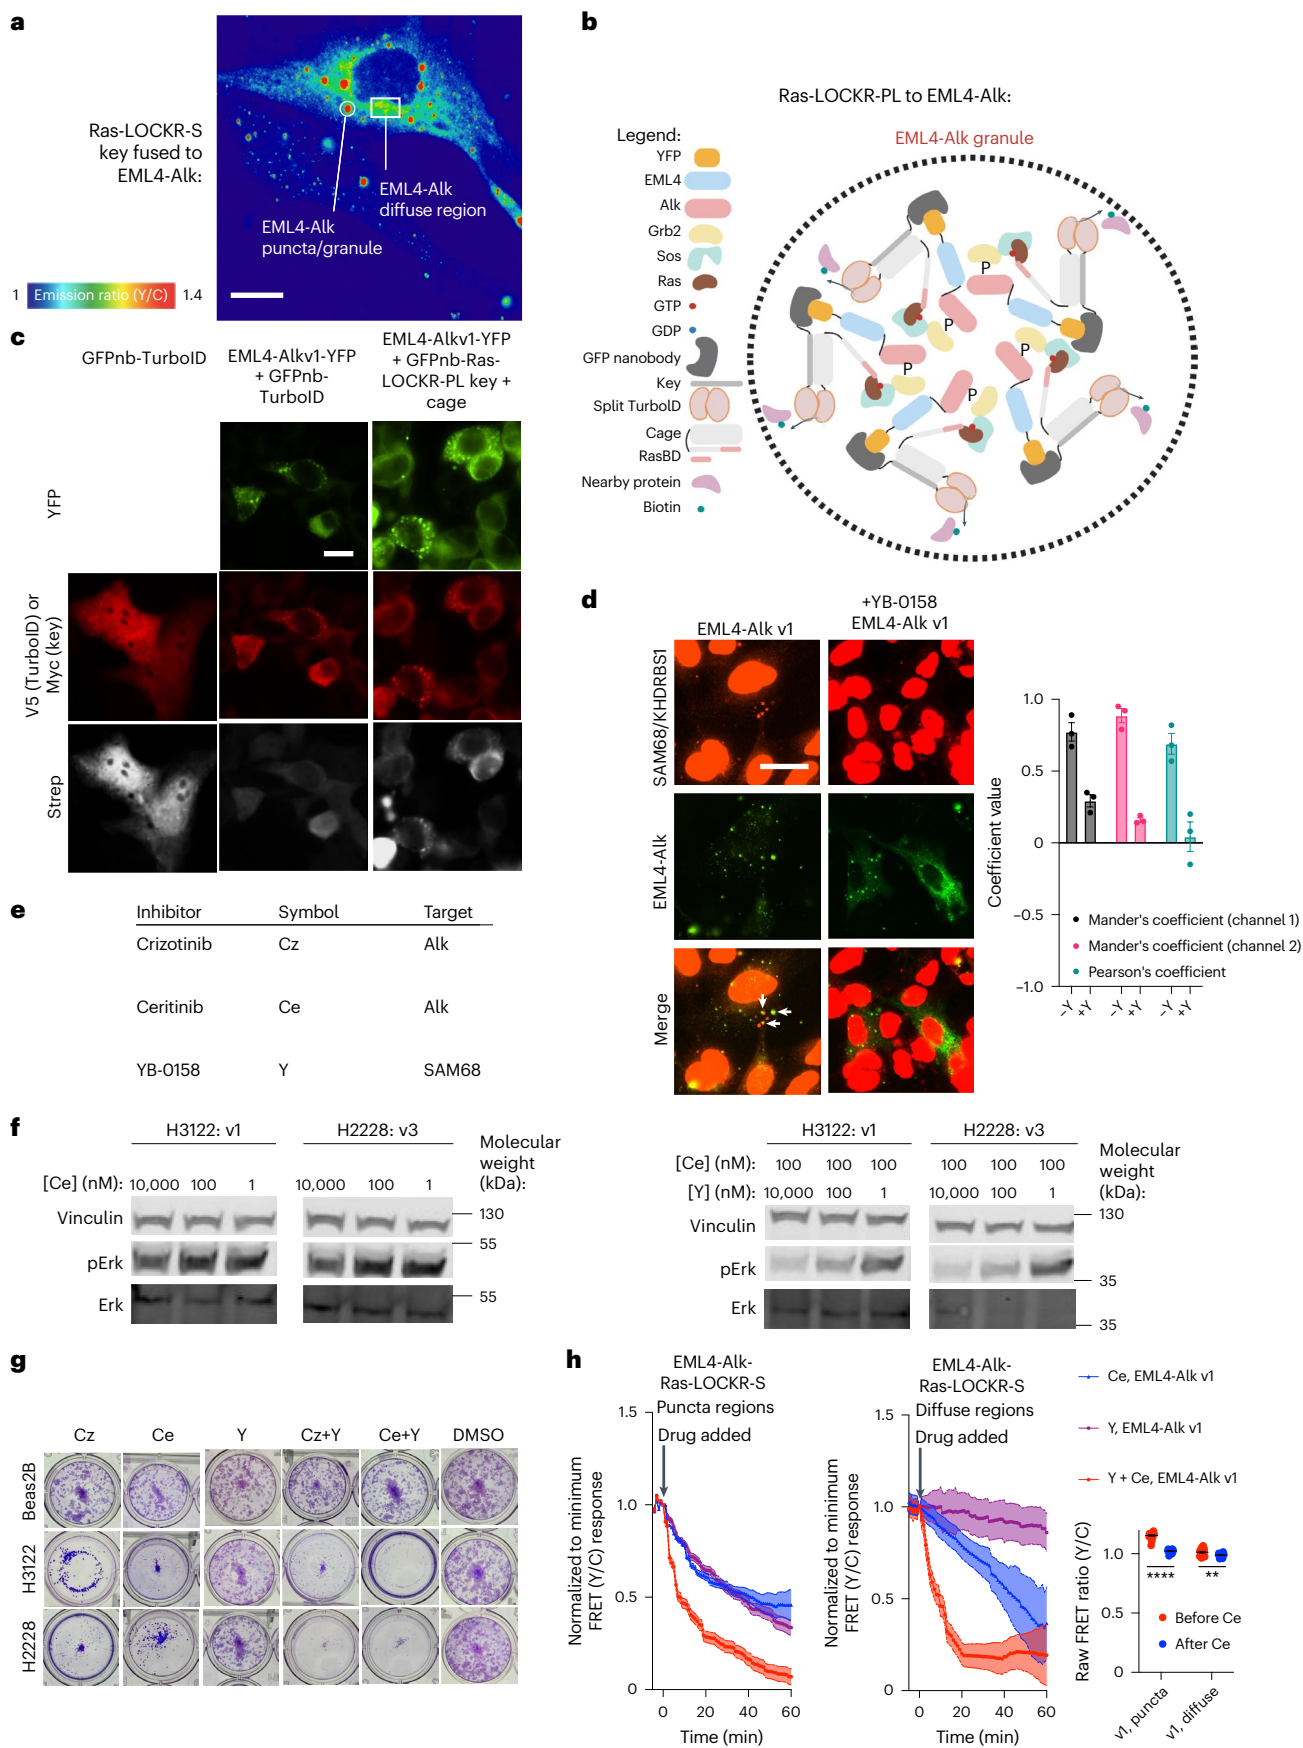 a
Ras-LOCKR-S
key fused to
EML4-Alk:
EML4-Alk
diffuse region
EML4-Alk
puncta/granule
1 Emission ratio (Y/C) 1.4
b
Ras-LOCKR-PL to EML4-Alk:
Legend:
EML4-Alk granule
YFP
EML4
Alk
Grb2
Sos
Ras
GTP
GDP
GFP nanobody
Key
Split TurboID
Cage
RasBD
Nearby protein
Biotin
P
P
P
P
P
c
GFPnb-TurboID
EML4-Alkv1-YFP
+ GFPnb-
TurboID
EML4-Alkv1-YFP
+ GFPnb-Ras-
LOCKR-PL key +
cage
YFP
V5 (TurboID) or
Myc (key)
Strep
d
EML4-Alk v1
+YB-0158
EML4-Alk v1
SAM68/KHDRBS1
EML4-Alk
Merge
Coefficient value
1.0
0.5
0
–0.5
–1.0
Mander's coefficient (channel 1)
Mander's coefficient (channel 2)
Pearson's coefficient
–Y +Y –Y +Y –Y +Y
e
Inhibitor Symbol Target
Crizotinib Cz Alk
Ceritinib Ce Alk
YB-0158 Y SAM68
f
H3122: v1 H2228: v3
Molecular
weight
(kDa):
[Ce] (nM): 10,000 100 1 10,000 100 1
Vinculin
130
55
pErk
55
Erk
H3122: v1 H2228: v3
Molecular
weight
(kDa):
[Ce] (nM): 100 100 100 100 100 100
[Y] (nM): 10,000 100 1 10,000 100 1
130
Vinculin
pErk
35
Erk
35
g
Cz Ce Y Cz+Y Ce+Y DMSO
Beas2B
H3122
H2228
h
EML4-Alk-
Ras-LOCKR-S
Puncta regions
Drug added
Normalized to minimum
FRET (Y/C) response
1.5
1.0
0.5
0
0 20 40 60
Time (min)
EML4-Alk-
Ras-LOCKR-S
Diffuse regions
Drug added
Normalized to minimum
FRET (Y/C) response
1.5
1.0
0.5
0
0 20 40 60
Time (min)
Ce, EML4-Alk v1
Y, EML4-Alk v1
Y + Ce, EML4-Alk v1
Raw FRET ratio (Y/C)
1.0
0.5
0
**** **
Before Ce
After Ce
v1, puncta
v1, diffuse